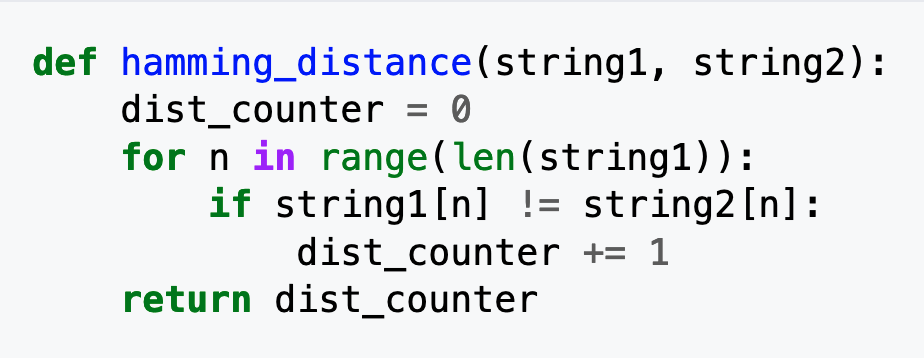 def hamming_distance(string1, string2):
    dist_counter = 0
    for n in range(len(string1)):
        if string1[n] != string2[n]:
            dist_counter += 1
    return dist_counter